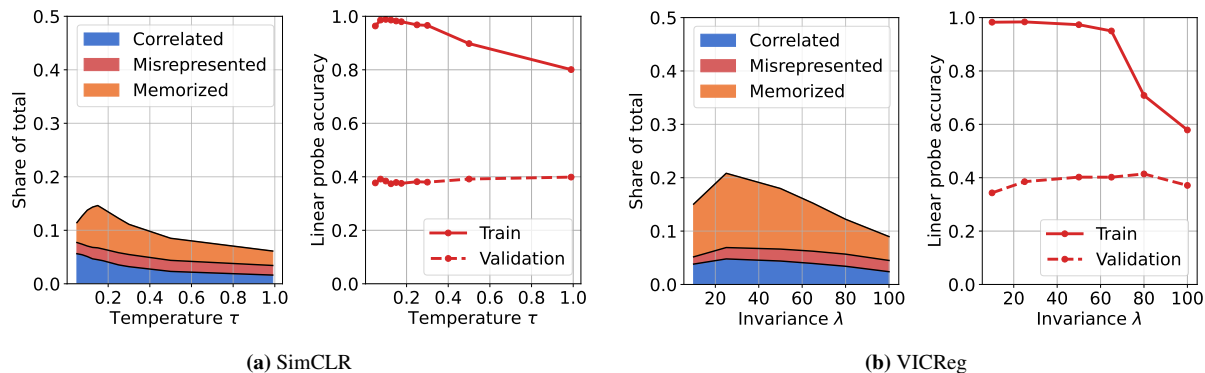 Share of total
0.5
0.4
0.3
0.2
0.1
0.0
Correlated
Misrepresented
Memorized
0.2 0.4 0.6 0.8 1.0
Temperature τ
Linear probe accuracy
1.0
0.8
0.6
0.4
0.2
0.0
Train
Validation
0.2 0.4 0.6 0.8 1.0
Temperature τ
(a) SimCLR
Share of total
0.5
0.4
0.3
0.2
0.1
0.0
Correlated
Misrepresented
Memorized
20 40 60 80 100
Invariance λ
Linear probe accuracy
1.0
0.8
0.6
0.4
0.2
0.0
Train
Validation
20 40 60 80 100
Invariance λ
(b) VICReg